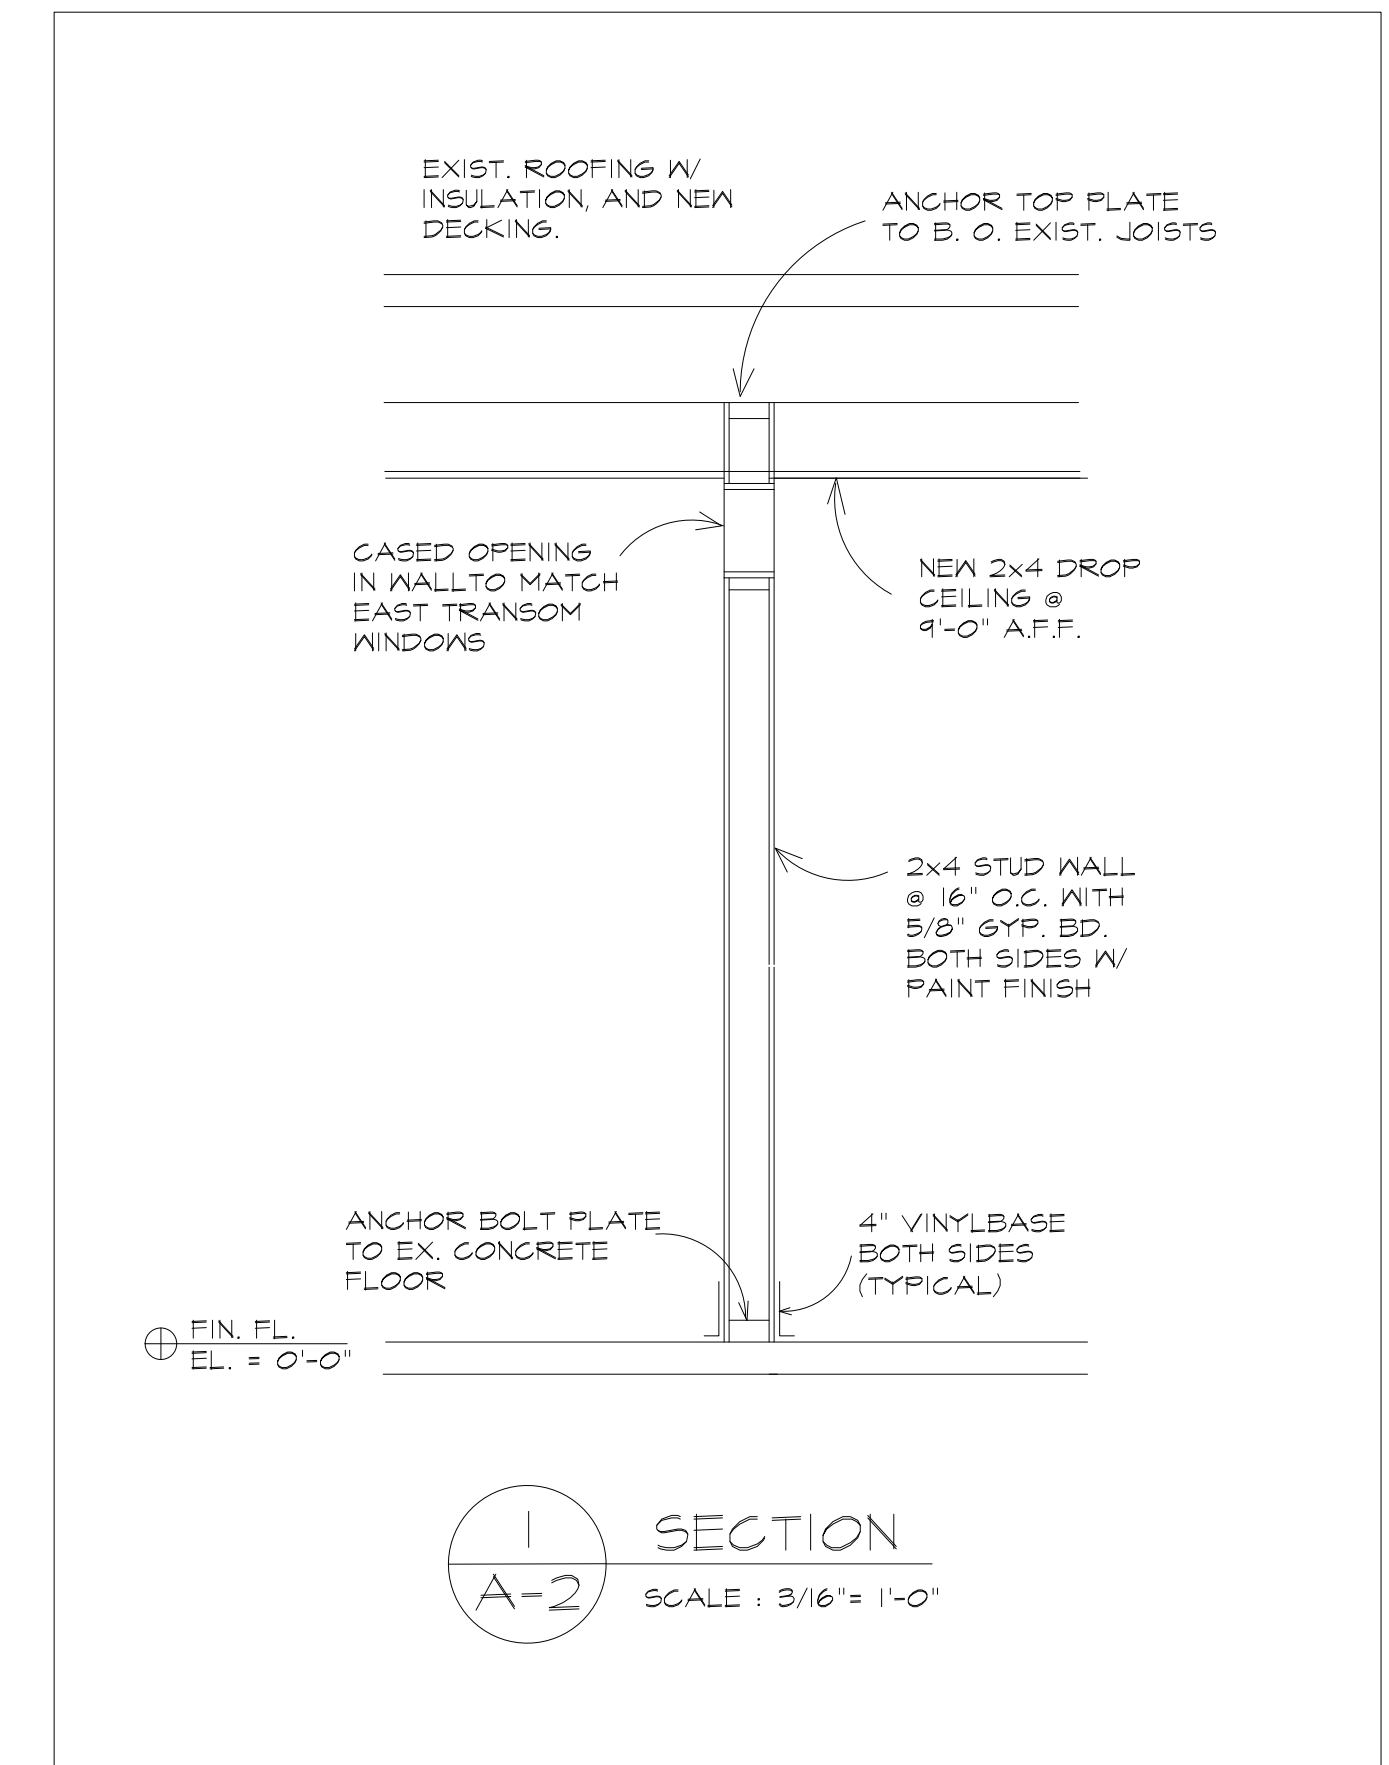 EXIST. ROOFING W/
INSULATION, AND NEW
DECKING.
ANCHOR TOP PLATE
TO B. O. EXIST. JOISTS
CASED OPENING
IN WALLTO MATCH
EAST TRANSOM
WINDOWS
NEW 2x4 DROP
CEILING @
9'-0" A.F.F.
2x4 STUD WALL
@ 16" O.C. WITH
5/8" GYP. BD.
BOTH SIDES W/
PAINT FINISH
ANCHOR BOLT PLATE
TO EX. CONCRETE
FLOOR
4" VINYLBASE
BOTH SIDES
(TYPICAL)
FIN. FL.
EL. = 0'-0"
1
A-2
SECTION
SCALE : 3/16"= 1'-0"